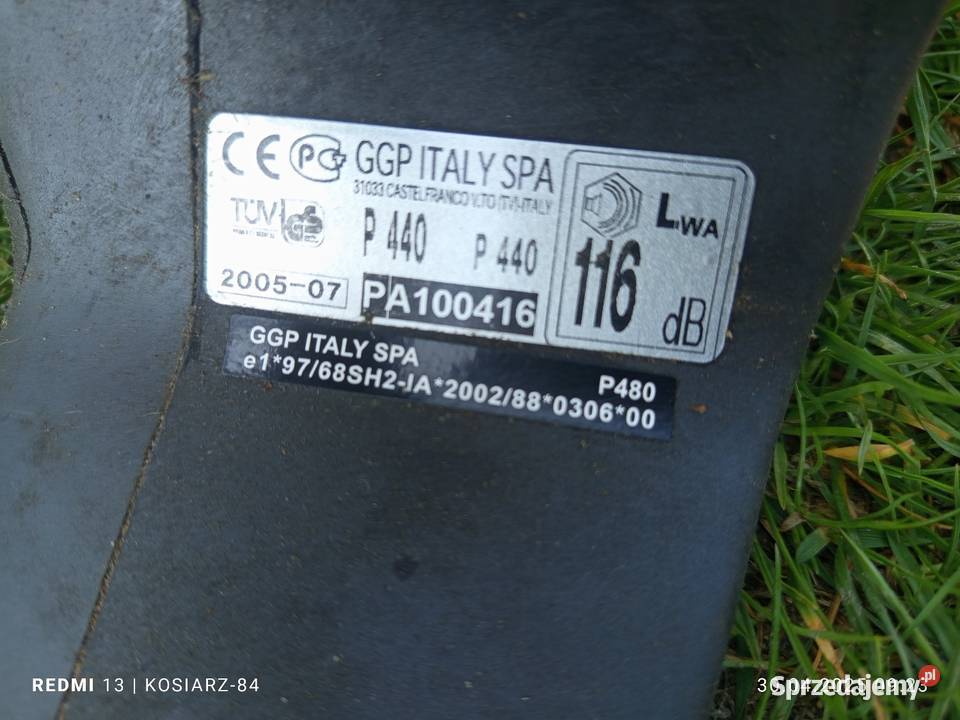 CE PC GGP ITALY SPA
31033 CASTELFRANCO V.TO (TV)-ITALY
TÜV GS
P 440 P 440
2005-07 PA100416
LWA
116
dB
GGP ITALY SPA
P480
e1*97/68SH2-IA*2002/88*0306*00
REDMI 13 | KOSIARZ-84
Sprzedajemy.pl